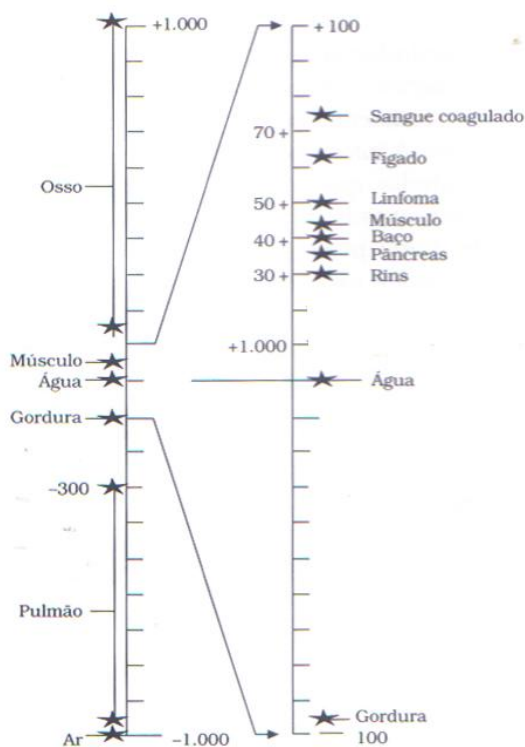 +1.000
Osso
Músculo
Água
Gordura
−300
Pulmão
Ar
−1.000
+ 100
Sangue coagulado
70 +
Fígado
50 +
Linfoma
Músculo
40 +
Baço
Pâncreas
30 +
Rins
+1.000
Água
Gordura
100